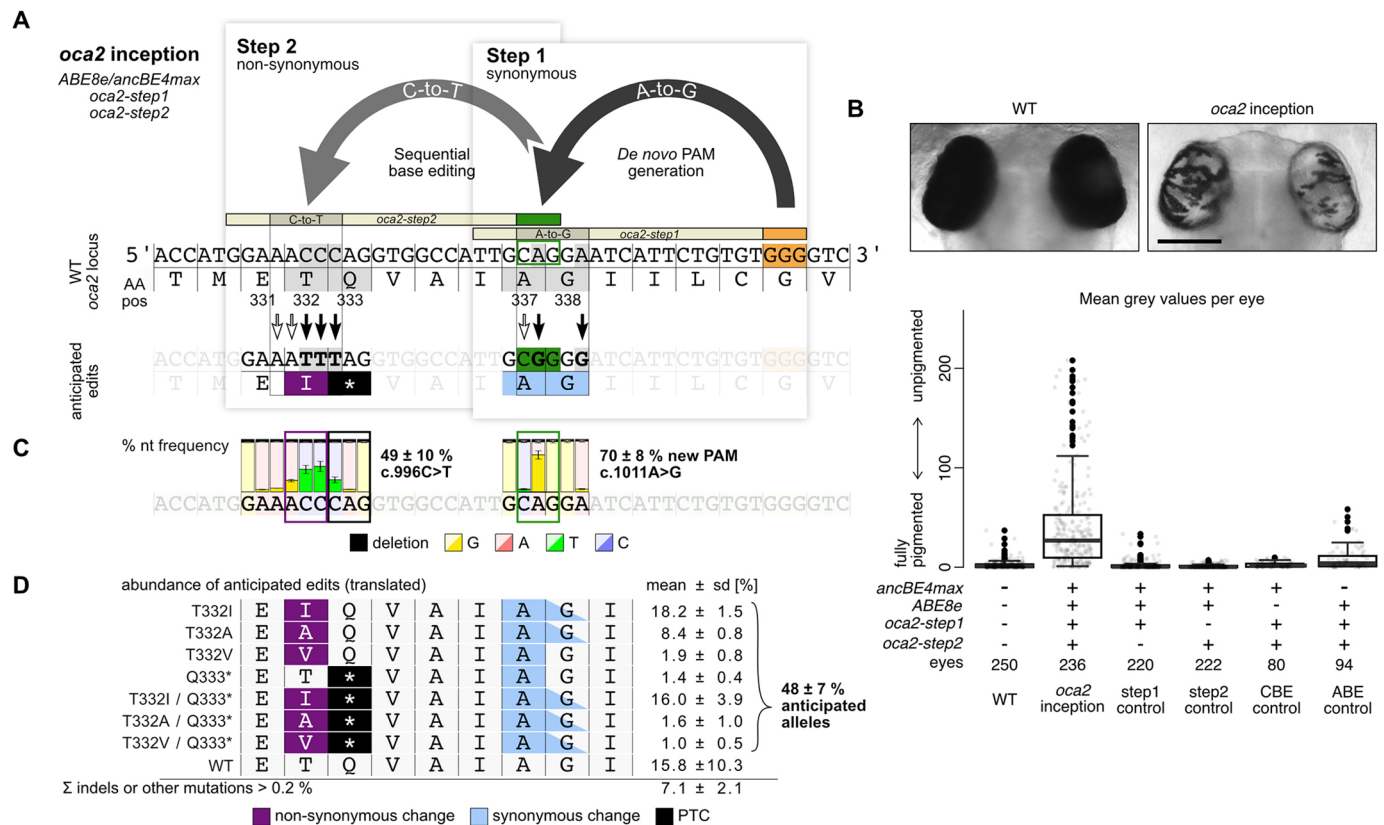 A
oca2 inception
ABE8e/ancBE4max
oca2-step1
oca2-step2
Step 2
non-synonymous
Step 1
synonymous
C-to-T
A-to-G
Sequential
base editing
De novo PAM
generation
C-to-T
oca2-step2
A-to-G
oca2-step1
WT
oca2 locus
5 ' ACCATGGAAACCCAGGTGGCCATTGCAGGAATCATTCTGTGTGGGGTC 3 '
AA
pos
T M E T Q V A I A G I I L C G V
331 332 333 337 338
anticipated
edits
ACCATGGAAATTTAGGTGGCCATTGCGGGGATCATTCTGTGTGGGGTC
T M E I * V A I A G I I L C G V
B
WT
oca2 inception
Mean grey values per eye
fully
pigmented
unpigmented
200
100
0
ancBE4max - + + + + -
ABE8e - + + + - +
oca2-step1 - + + - + +
oca2-step2 - + - + + +
eyes 250 236 220 222 80 94
WT
oca2
inception
step1
control
step2
control
CBE
control
ABE
control
C
% nt frequency
49 ± 10 %
c.996C>T
70 ± 8 % new PAM
c.1011A>G
ACCATGGAAACCCAGGTGGCCATTGCAGGAATCATTCTGTGTGGGGTC
deletion G A T C
D
abundance of anticipated edits (translated) mean ± sd [%]
T332I E I Q V A I A G I 18.2 ± 1.5
T332A E A Q V A I A G I 8.4 ± 0.8
T332V E V Q V A I A G I 1.9 ± 0.8
Q333* E T * V A I A G I 1.4 ± 0.4
T332I / Q333* E I * V A I A G I 16.0 ± 3.9
T332A / Q333* E A * V A I A G I 1.6 ± 1.0
T332V / Q333* E V * V A I A G I 1.0 ± 0.5
WT E T Q V A I A G I 15.8 ±10.3
Σ indels or other mutations > 0.2 % 7.1 ± 2.1
48 ± 7 %
anticipated
alleles
non-synonymous change synonymous change PTC